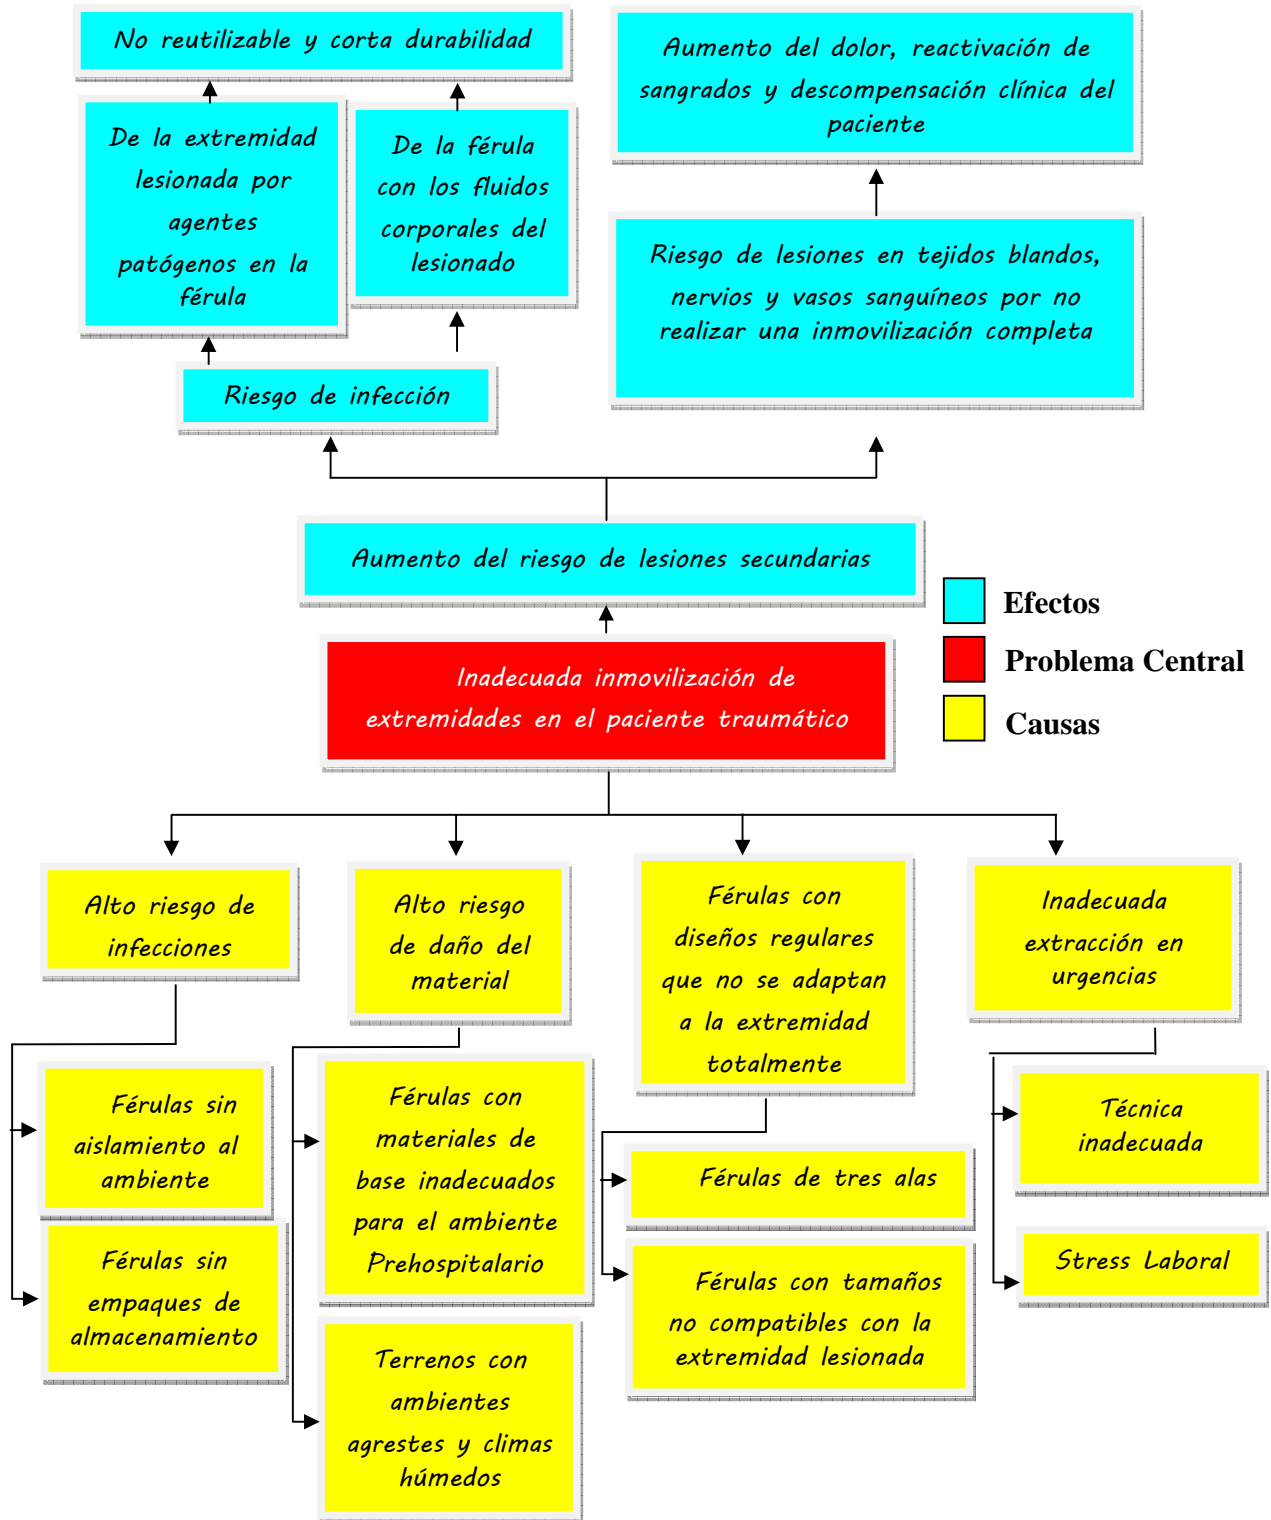 No reutilizable y corta durabilidad
Aumento del dolor, reactivación de
sangrados y descompensación clínica del
paciente
De la extremidad
lesionada por
agentes
patógenos en la
férula
De la férula
con los fluidos
corporales del
lesionado
Riesgo de lesiones en tejidos blandos,
nervios y vasos sanguíneos por no
realizar una inmovilización completa
Riesgo de infección
Aumento del riesgo de lesiones secundarias
Efectos
Problema Central
Causas
Inadecuada inmovilización de
extremidades en el paciente traumático
Alto riesgo de
infecciones
Alto riesgo
de daño del
material
Férulas con
diseños regulares
que no se adaptan
a la extremidad
totalmente
Inadecuada
extracción en
urgencias
Férulas sin
aislamiento al
ambiente
Férulas sin
empaques de
almacenamiento
Férulas con
materiales de
base inadecuados
para el ambiente
Prehospitalario
Terrenos con
ambientes
agrestes y climas
húmedos
Férulas de tres alas
Férulas con tamaños
no compatibles con la
extremidad lesionada
Técnica
inadecuada
Stress Laboral